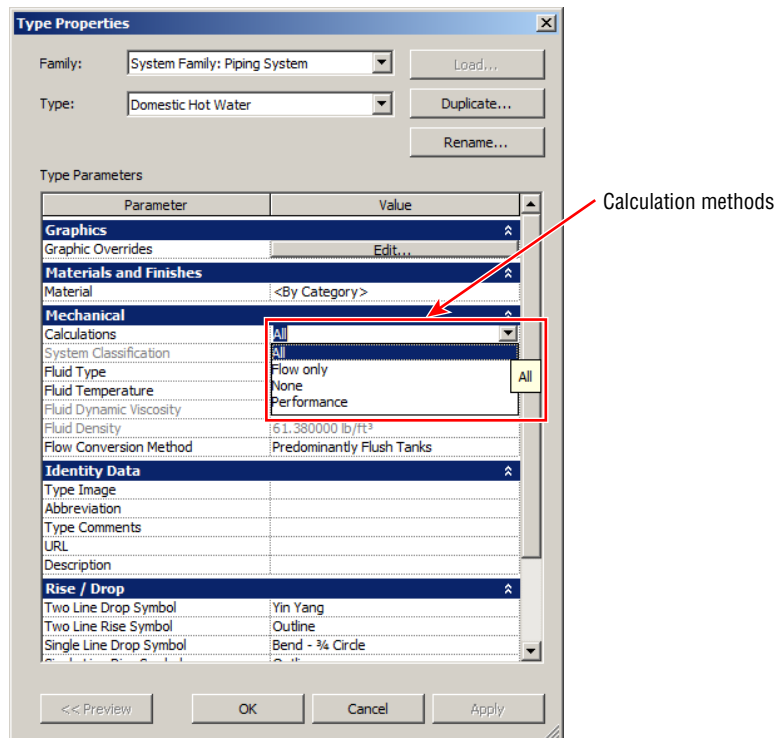 Type Properties
Family: System Family: Piping System Load...
Type: Domestic Hot Water Duplicate...
Rename...
Type Parameters
Parameter Value
Calculation methods
Graphics
Graphic Overrides Edit...
Materials and Finishes
Material <By Category>
Mechanical
Calculations All
System Classification All
Fluid Type Flow only
All
Fluid Temperature None
Fluid Dynamic Viscosity Performance
Fluid Density 61.380000 lb/ft³
Flow Conversion Method Predominantly Flush Tanks
Identity Data
Type Image
Abbreviation
Type Comments
URL
Description
Rise / Drop
Two Line Drop Symbol Yin Yang
Two Line Rise Symbol Outline
Single Line Drop Symbol Bend - ¾ Circle
<< Preview OK Cancel Apply